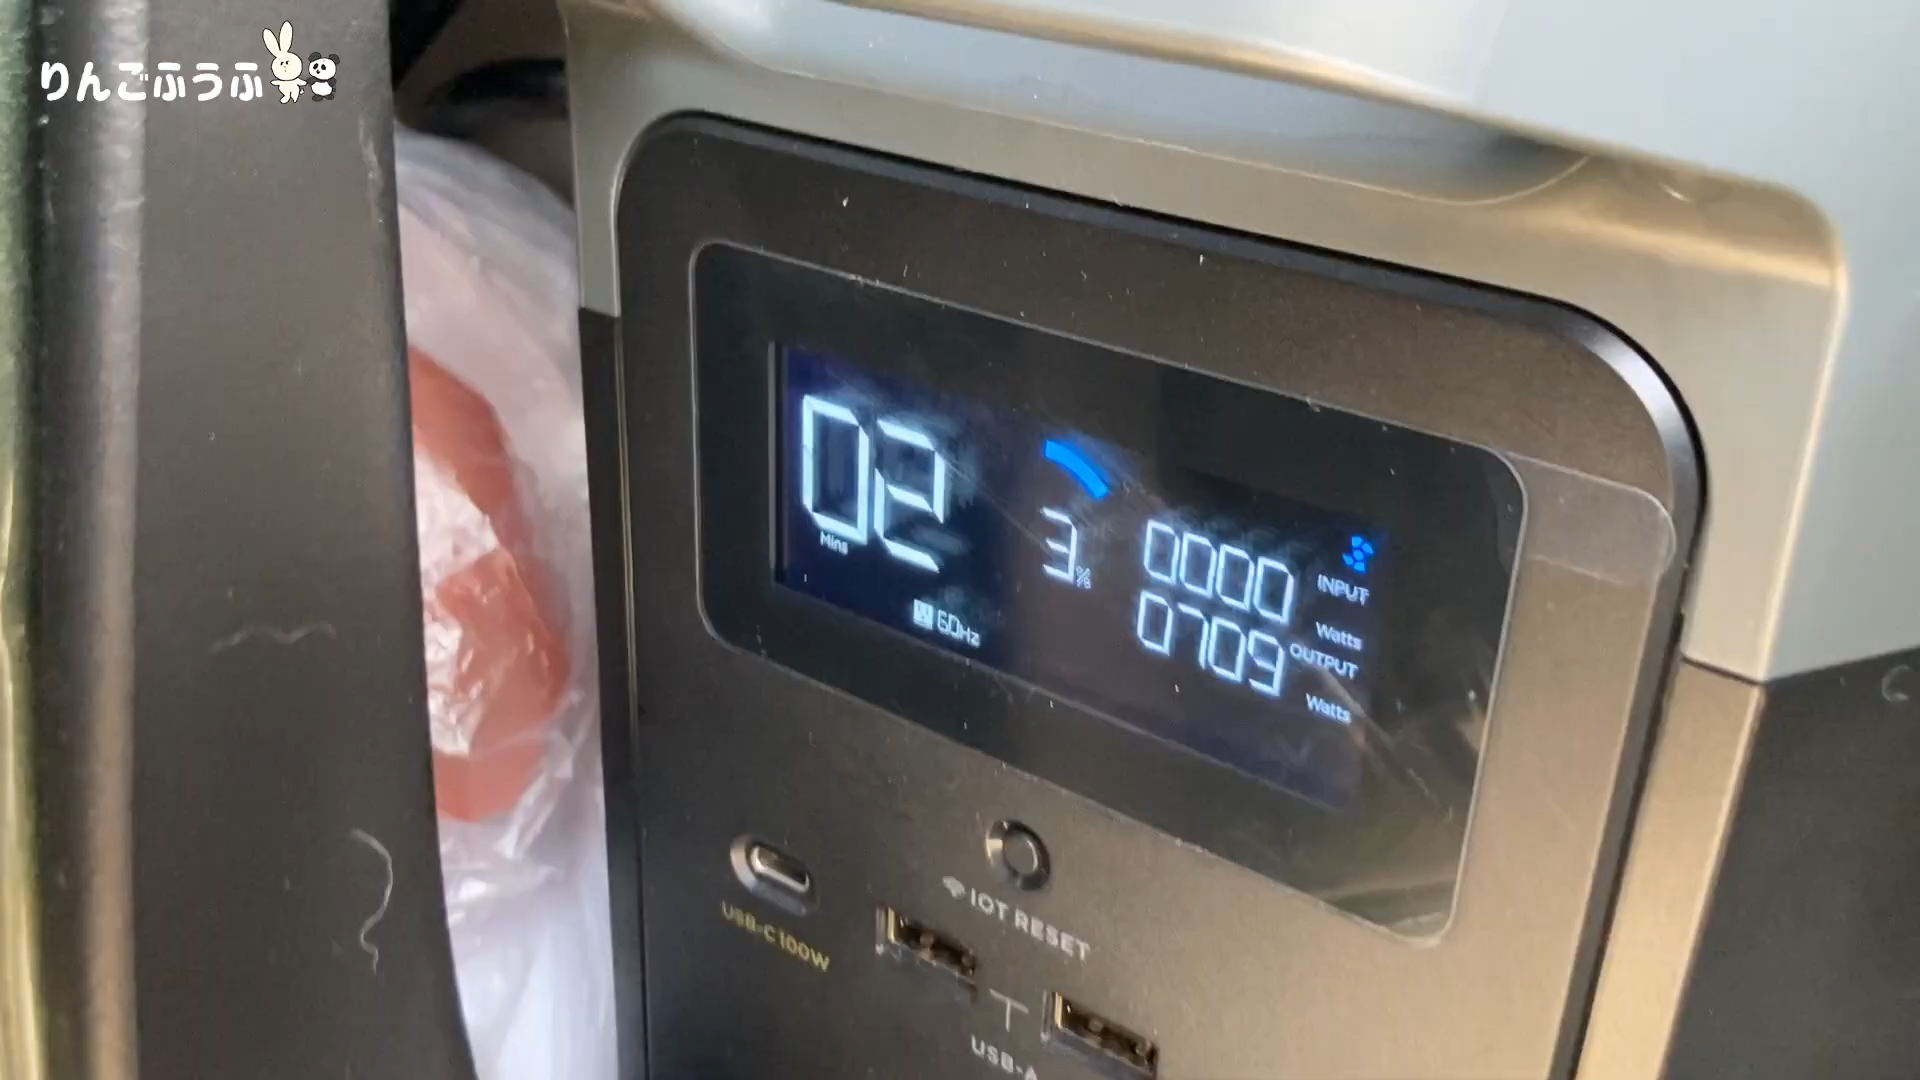 りんごふうふ
02
Mins
3%
0000
INPUT
Watts
0709
OUTPUT
Watts
60Hz
IOT RESET
USB-C 100W
USB-A